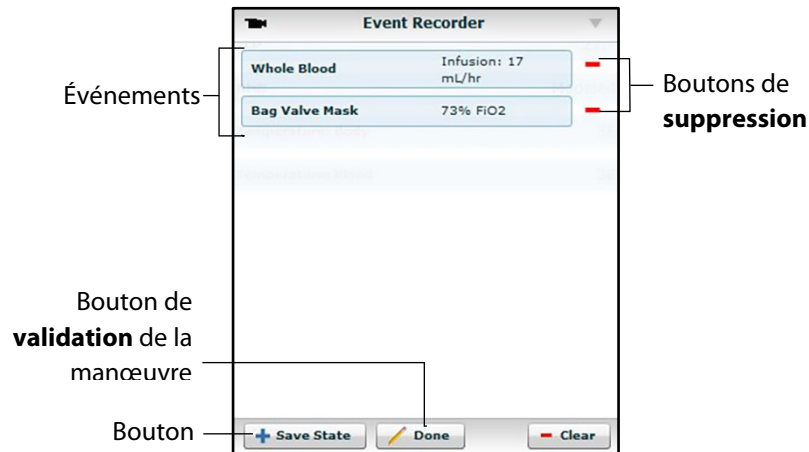 Event Recorder
Événements
Whole Blood
Infusion: 17
mL/hr
Bag Valve Mask
73% FiO2
Boutons de
suppression
Bouton de
validation de la
manœuvre
Bouton
Save State
Done
Clear